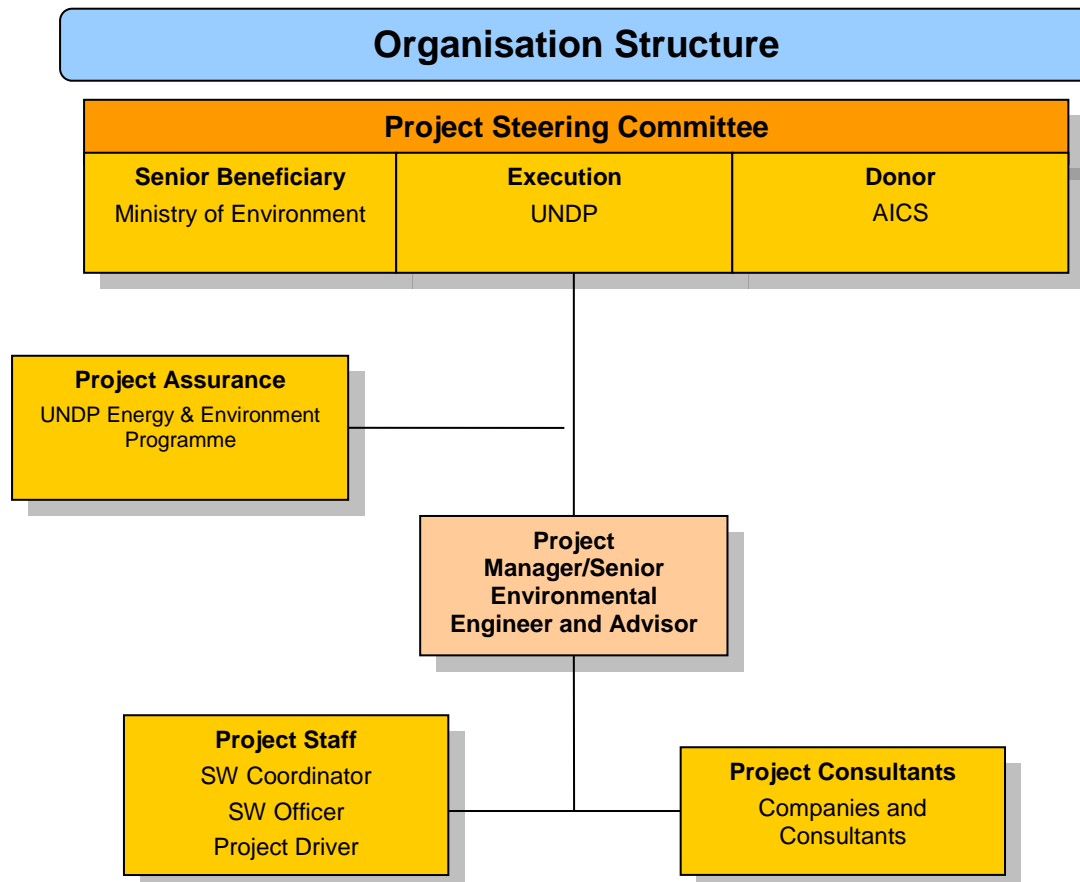 Organisation Structure
Project Steering Committee
Senior Beneficiary
Ministry of Environment
Execution
UNDP
Donor
AICS
Project Assurance
UNDP Energy & Environment
Programme
Project
Manager/Senior
Environmental
Engineer and Advisor
Project Staff
SW Coordinator
SW Officer
Project Driver
Project Consultants
Companies and
Consultants